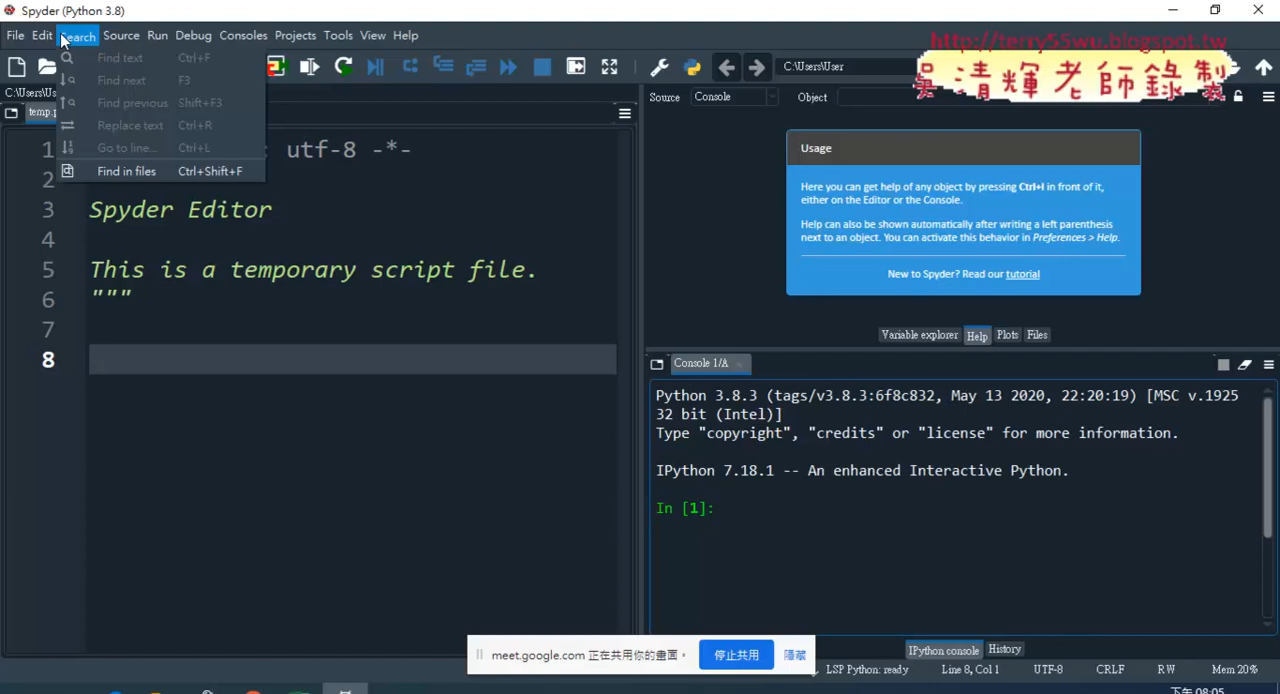 Spyder (Python 3.8)
File Edit Search Source Run Debug Consoles Projects Tools View Help
http://terry55wu.blogspot.tw
吳清輝老師錄製
Find text Ctrl+F
Find next F3
Find previous Shift+F3
Replace text Ctrl+R
Go to line... Ctrl+L
Find in files Ctrl+Shift+F
C:\Users\User
C:\Users\Us
temp.p
Source Console Object
1 utf-8 -*-
2
3 Spyder Editor
4
5 This is a temporary script file.
6 """
7
8
Usage
Here you can get help of any object by pressing Ctrl+I in front of it,
either on the Editor or the Console.
Help can also be shown automatically after writing a left parenthesis
next to an object. You can activate this behavior in Preferences > Help.
New to Spyder? Read our tutorial
Variable explorer Help Plots Files
Console 1/A
Python 3.8.3 (tags/v3.8.3:6f8c832, May 13 2020, 22:20:19) [MSC v.1925
32 bit (Intel)]
Type "copyright", "credits" or "license" for more information.
IPython 7.18.1 -- An enhanced Interactive Python.
In [1]:
meet.google.com 正在共用你的畫面。 停止共用 隱藏
IPython console History
LSP Python: ready Line 8, Col 1 UTF-8 CRLF RW Mem 20%
下午 08:05